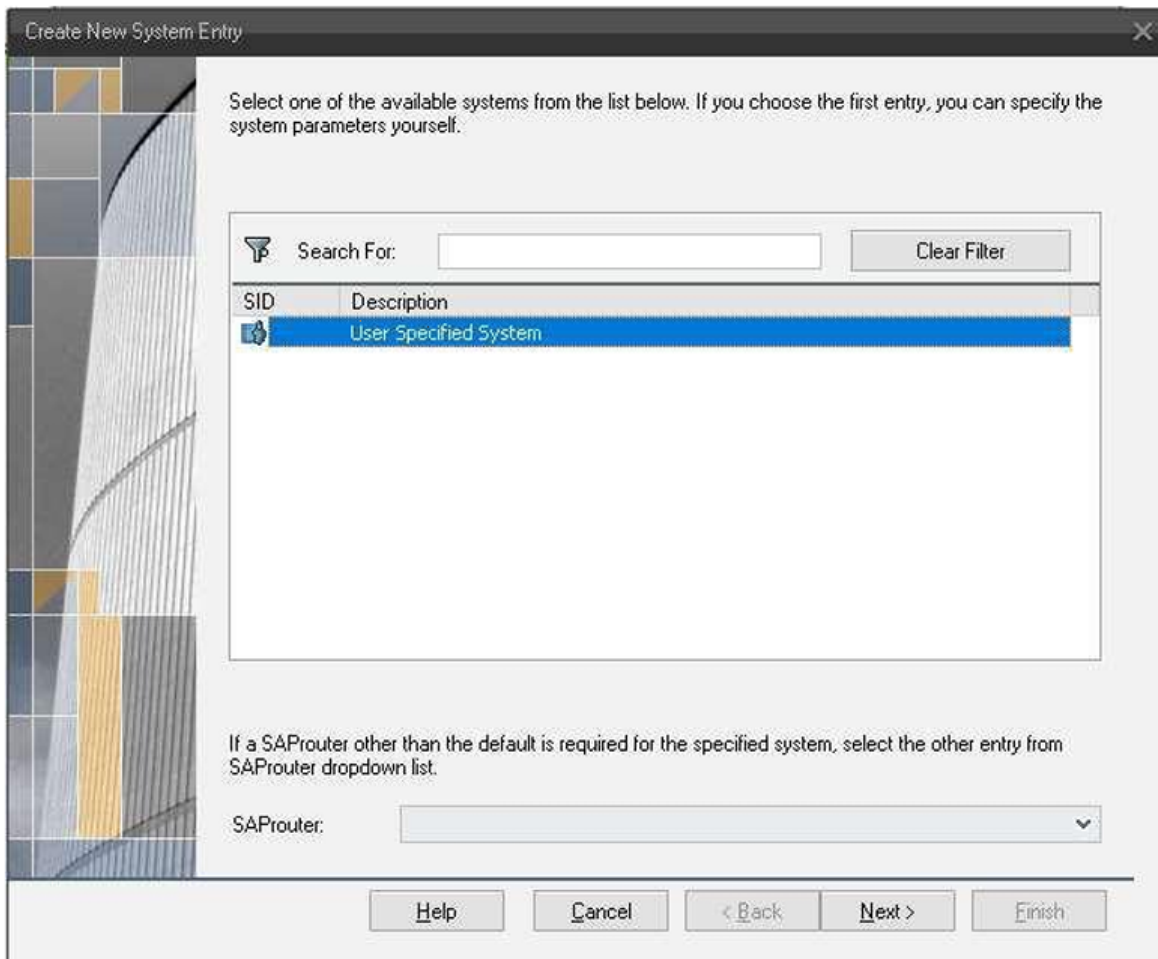 Create New System Entry
Select one of the available systems from the list below. If you choose the first entry, you can specify the
system parameters yourself.
Search For:
Clear Filter
SID Description
User Specified System
If a SAProuter other than the default is required for the specified system, select the other entry from
SAProuter dropdown list.
SAProuter:
Help Cancel < Back Next > Finish